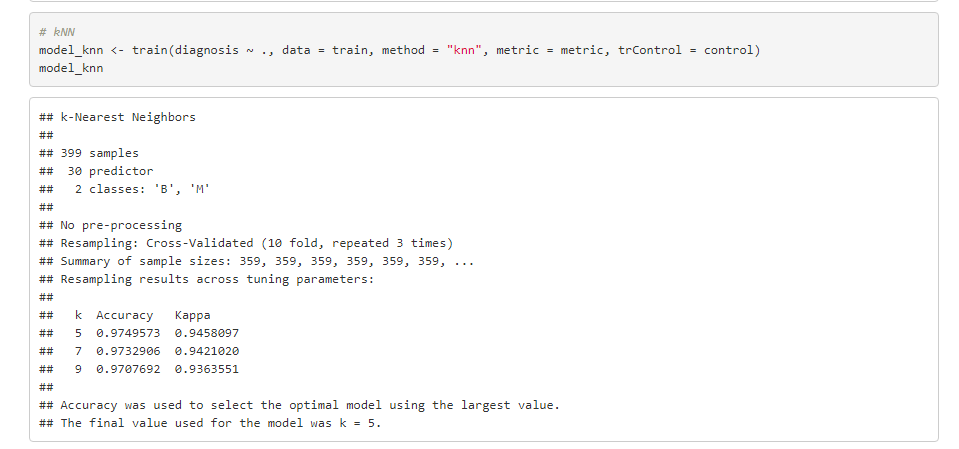 # kNN
model_knn <- train(diagnosis ~ ., data = train, method = "knn", metric = metric, trControl = control)
model_knn
## k-Nearest Neighbors
##
## 399 samples
##  30 predictor
##   2 classes: 'B', 'M'
##
## No pre-processing
## Resampling: Cross-Validated (10 fold, repeated 3 times)
## Summary of sample sizes: 359, 359, 359, 359, 359, 359, ...
## Resampling results across tuning parameters:
##
##   k  Accuracy   Kappa
##   5  0.9749573  0.9458097
##   7  0.9732906  0.9421020
##   9  0.9707692  0.9363551
##
## Accuracy was used to select the optimal model using the largest value.
## The final value used for the model was k = 5.